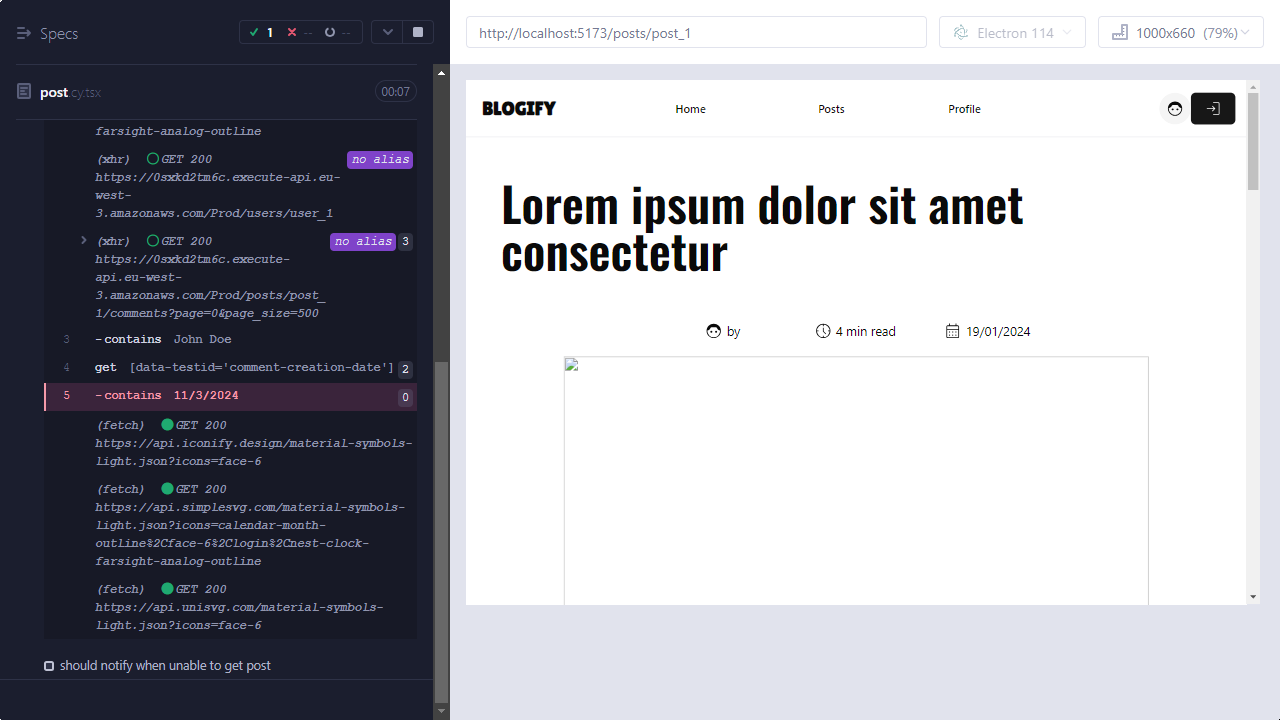 Specs
1
--
--
http://localhost:5173/posts/post_1
Electron 114
1000x660 (79%)
post.cy.tsx
00:07
farsight-analog-outline
(xhr) GET 200
no alias
https://0sxkd2tm6c.execute-api.eu-
west-
3.amazonaws.com/Prod/users/user_1
(xhr) GET 200
no alias
3
https://0sxkd2tm6c.execute-
api.eu-west-
3.amazonaws.com/Prod/posts/post_
1/comments?page=0&page_size=500
3 -contains John Doe
4 get [data-testid='comment-creation-date'] 2
5 -contains 11/3/2024 0
(fetch) GET 200
https://api.iconify.design/material-symbols-
light.json?icons=face-6
(fetch) GET 200
https://api.simplesvg.com/material-symbols-
light.json?icons=calendar-month-
outline%2Cface-6%2Clogin%2Cnest-clock-
farsight-analog-outline
(fetch) GET 200
https://api.unisvg.com/material-symbols-
light.json?icons=face-6
should notify when unable to get post
BLOGIFY
Home
Posts
Profile
Lorem ipsum dolor sit amet
consectetur
by
4 min read
19/01/2024